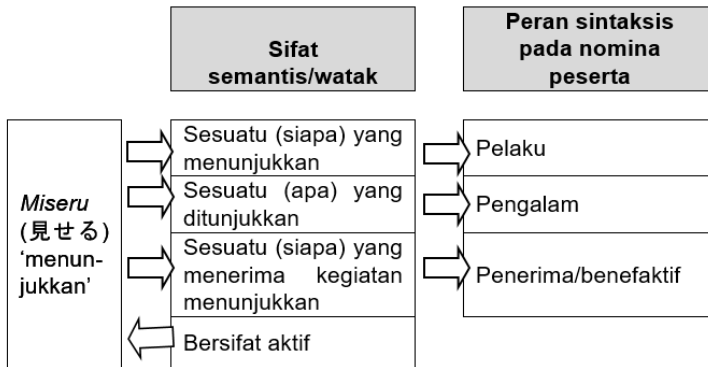 Sifat
semantis/watak
Peran sintaksis
pada nomina
peserta
Miseru
(見せる)
‘menun-
jukkan’
Sesuatu (siapa) yang
menunjukkan
Pelaku
Sesuatu (apa) yang
ditunjukkan
Pengalam
Sesuatu (siapa) yang
menerima kegiatan
menunjukkan
Penerima/benefaktif
Bersifat aktif